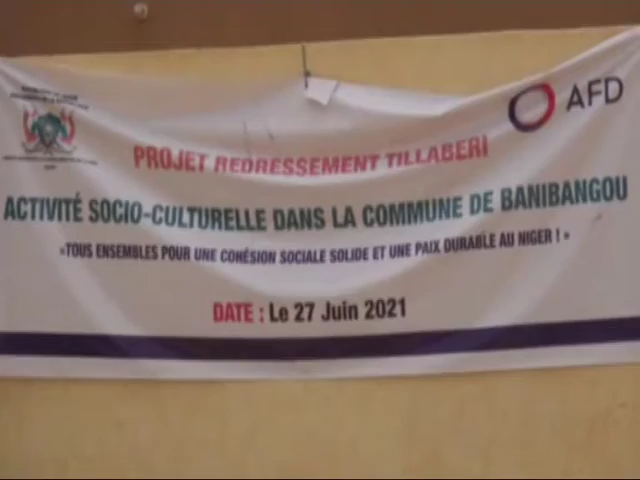 AFD
PROJET REDRESSEMENT TILLABERI
ACTIVITÉ SOCIO-CULTURELLE DANS LA COMMUNE DE BANIBANGOU
«TOUS ENSEMBLES POUR UNE COHÉSION SOCIALE SOLIDE ET UNE PAIX DURABLE AU NIGER ! »
DATE : Le 27 Juin 2021